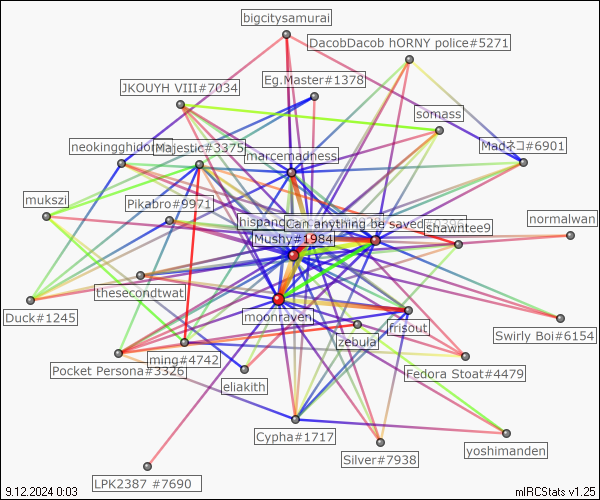 bigcitysamurai
DacobDacob hORNY police#5271
Eg.Master#1378
JKOUYH VIII#7034
somass
neokingghidora
Majestic#3375
marcemadness
Madネコ#6901
mukszi
Pikabro#9971
Can anything be saved
shawntee9
normalwan
Mushy#1984
thesecondtwat
Duck#1245
moonraven
frisout
zebula
Swirly Boi#6154
ming#4742
Pocket Persona#3326
Fedora Stoat#4479
eliakith
Cypha#1717
Silver#7938
yoshimanden
LPK2387 #7690
9.12.2024 0:03
mIRCStats v1.25